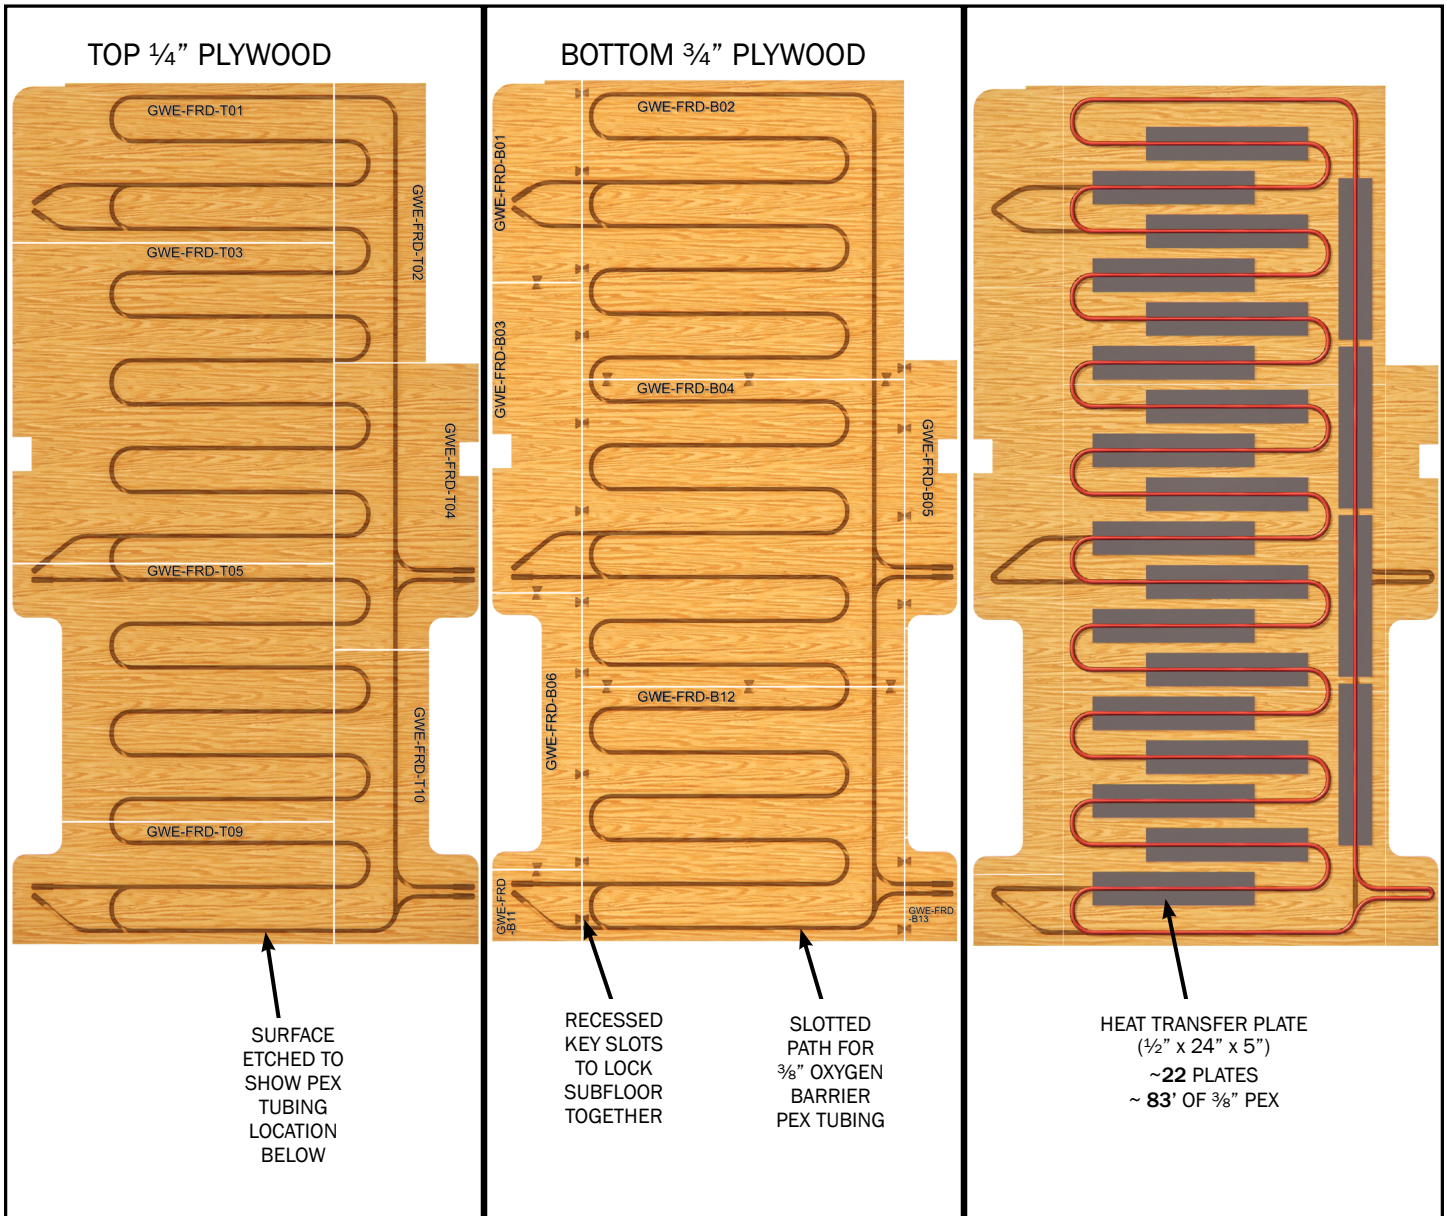 TOP ¼” PLYWOOD
GWE-FRD-T01
GWE-FRD-T02
GWE-FRD-T03
GWE-FRD-T04
GWE-FRD-T05
GWE-FRD-T10
GWE-FRD-T09
SURFACE
ETCHED TO
SHOW PEX
TUBING
LOCATION
BELOW
BOTTOM ¾” PLYWOOD
GWE-FRD-B02
GWE-FRD-B01
GWE-FRD-B03
GWE-FRD-B04
GWE-FRD-B05
GWE-FRD-B06
GWE-FRD-B12
GWE-FRD
-B11
GWE-FRD
-B13
RECESSED
KEY SLOTS
TO LOCK
SUBFLOOR
TOGETHER
SLOTTED
PATH FOR
⅜” OXYGEN
BARRIER
PEX TUBING
HEAT TRANSFER PLATE
(½” x 24” x 5”)
~22 PLATES
~ 83’ OF ⅜” PEX